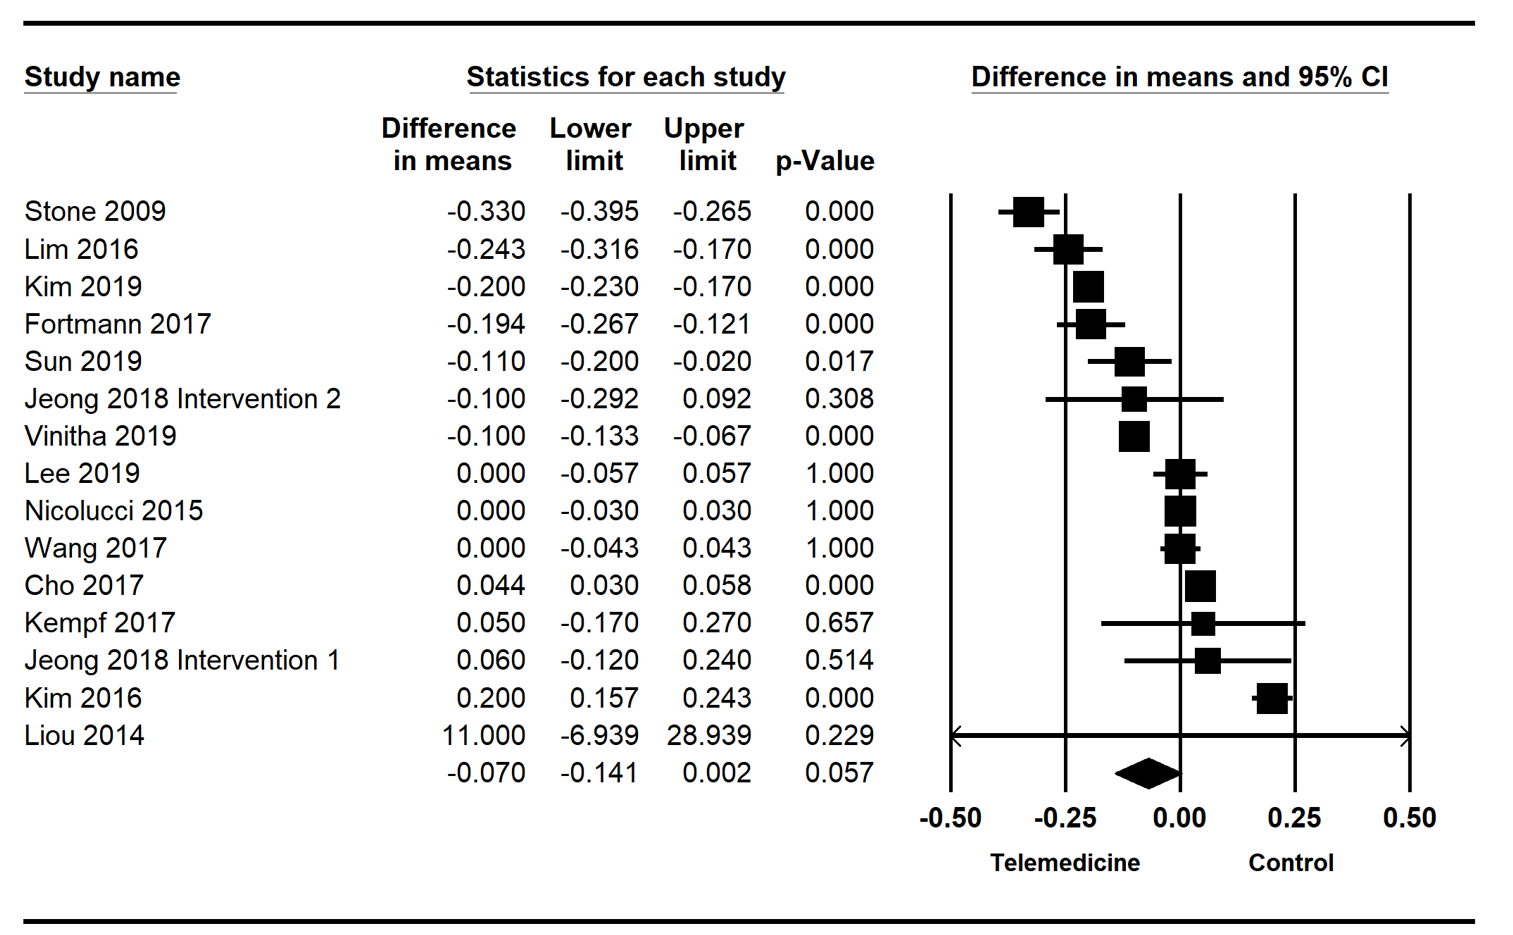 Study name Statistics for each study Difference in means and 95% CI
Difference Lower Upper
in means limit limit p-Value
Stone 2009 -0.330 -0.395 -0.265 0.000
Lim 2016 -0.243 -0.316 -0.170 0.000
Kim 2019 -0.200 -0.230 -0.170 0.000
Fortmann 2017 -0.194 -0.267 -0.121 0.000
Sun 2019 -0.110 -0.200 -0.020 0.017
Jeong 2018 Intervention 2 -0.100 -0.292 0.092 0.308
Vinitha 2019 -0.100 -0.133 -0.067 0.000
Lee 2019 0.000 -0.057 0.057 1.000
Nicolucci 2015 0.000 -0.030 0.030 1.000
Wang 2017 0.000 -0.043 0.043 1.000
Cho 2017 0.044 0.030 0.058 0.000
Kempf 2017 0.050 -0.170 0.270 0.657
Jeong 2018 Intervention 1 0.060 -0.120 0.240 0.514
Kim 2016 0.200 0.157 0.243 0.000
Liou 2014 11.000 -6.939 28.939 0.229
-0.070 -0.141 0.002 0.057
-0.50 -0.25 0.00 0.25 0.50
Telemedicine Control